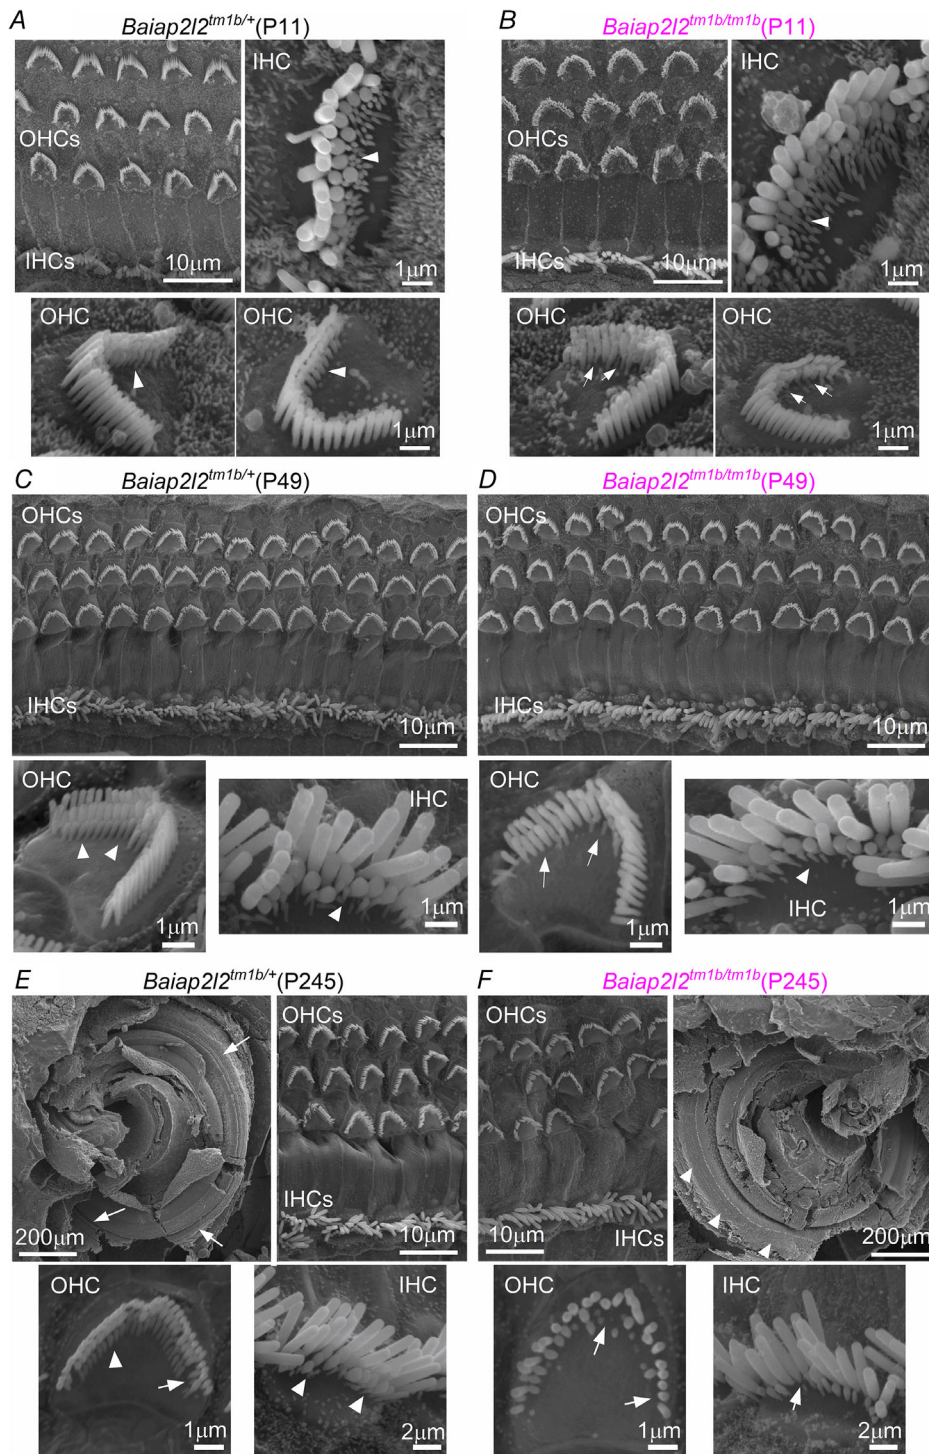 A
Baiap2l2tm1b/+(P11)
B
Baiap2l2tm1b/tm1b(P11)
IHC
IHC
OHCs
OHCs
IHCs
10μm
1μm
IHCs
10μm
1μm
OHC
OHC
OHC
OHC
1μm
1μm
C
Baiap2l2tm1b/+(P49)
D
Baiap2l2tm1b/tm1b(P49)
OHCs
OHCs
IHCs
10μm
IHCs
10μm
OHC
IHC
OHC
IHC
1μm
1μm
1μm
1μm
E
Baiap2l2tm1b/+(P245)
F
Baiap2l2tm1b/tm1b(P245)
OHCs
OHCs
IHCs
200μm
10μm
10μm
IHCs
200μm
OHC
IHC
OHC
IHC
1μm
2μm
1μm
2μm